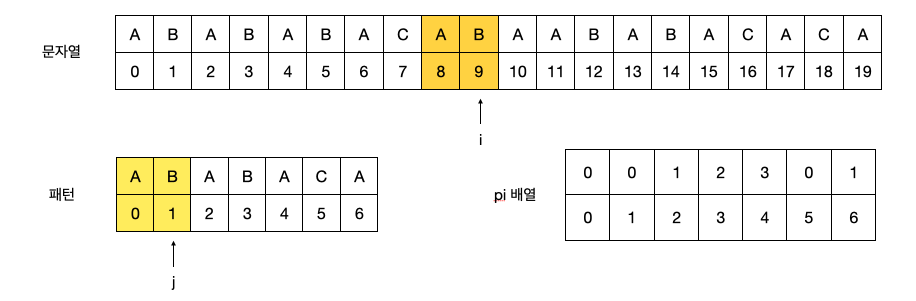 문자열 A B A B A B A C A B A A B A B A C A C A
0 1 2 3 4 5 6 7 8 9 10 11 12 13 14 15 16 17 18 19
i
패턴 A B A B A C A
0 1 2 3 4 5 6
j
pi 배열 0 0 1 2 3 0 1
0 1 2 3 4 5 6